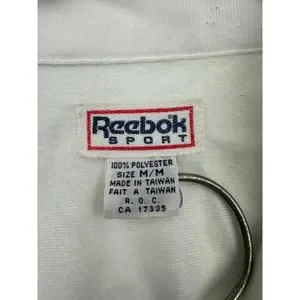 Reebok
SPORT
100% POLYESTER
SIZE M/M
MADE IN TAIWAN
FAIT A TAIWAN
R. O. C.
CA 17335